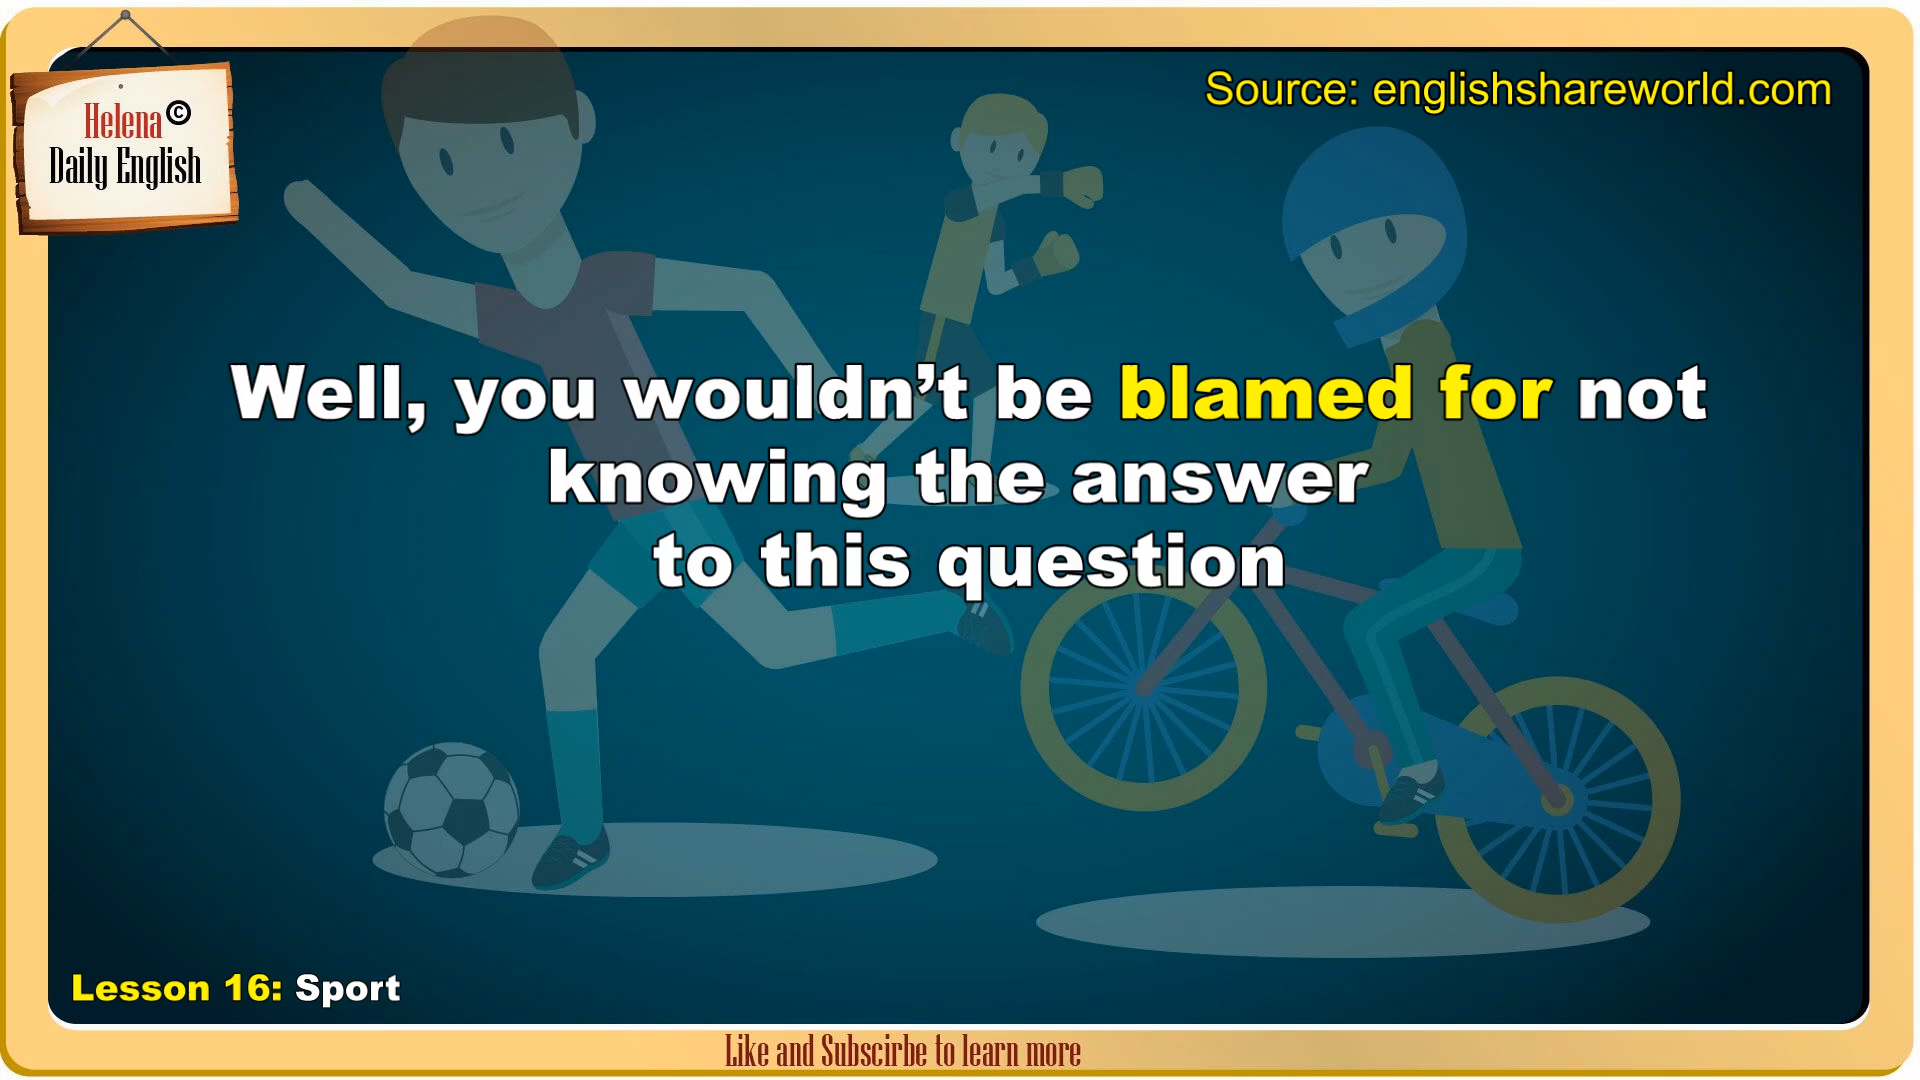 Helena©
Daily English
Source: englishshareworld.com
Well, you wouldn’t be blamed for not
knowing the answer
to this question
Lesson 16: Sport
Like and Subscirbe to learn more